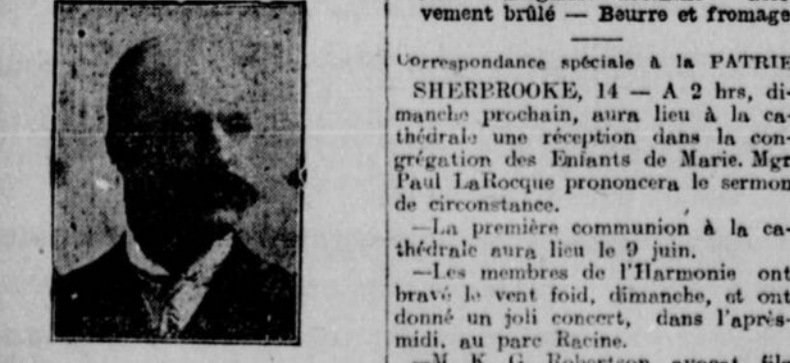 vement brûlé — Beurre et fromage
Correspondance spéciale à la PATRIE
SHERBROOKE, 14 — A 2 hrs, di-
manche prochain, aura lieu à la ca-
thédrale une réception dans la con-
grégation des Enfants de Marie. Mgr
Paul LaRocque prononcera le sermon
de circonstance.
—La première communion à la ca-
thédrale aura lieu le 9 juin.
—Les membres de l'Harmonie ont
bravé le vent foid, dimanche, et ont
donné un joli concert, dans l'après-
midi, au parc Racine.
—M. K. G. Robertson avocat fils